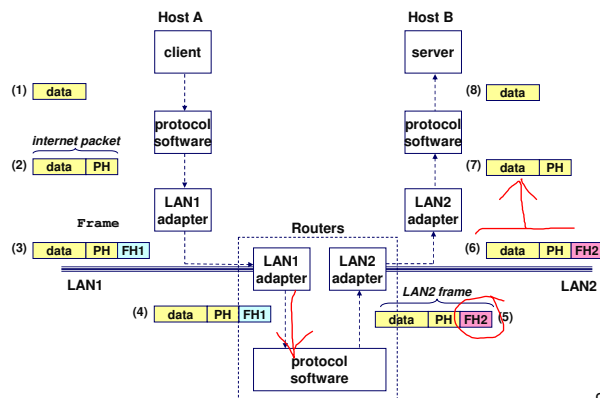 Host A
Host B
client
server
(1) data
(8) data
protocol software
protocol software
internet packet
(2) data PH
(7) data PH
LAN1 adapter
LAN2 adapter
Frame
Routers
(3) data PH FH1
(6) data PH FH2
LAN1 adapter
LAN2 adapter
LAN1
LAN2
LAN2 frame
(4) data PH FH1
data PH FH2 (5)
protocol software